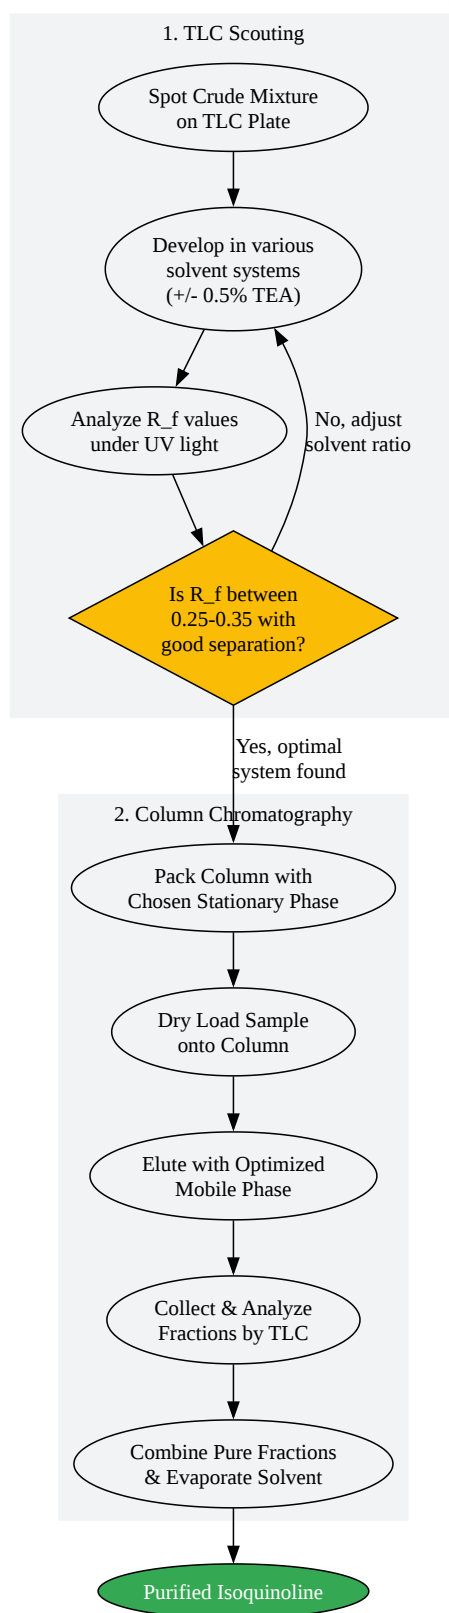 1. TLC Scouting
Spot Crude Mixture
on TLC Plate
Develop in various
solvent systems
(+/- 0.5% TEA)
Analyze R_f values
under UV light
No, adjust
solvent ratio
Is R_f between
0.25-0.35 with
good separation?
Yes, optimal
system found
2. Column Chromatography
Pack Column with
Chosen Stationary Phase
Dry Load Sample
onto Column
Elute with Optimized
Mobile Phase
Collect & Analyze
Fractions by TLC
Combine Pure Fractions
& Evaporate Solvent
Purified Isoquinoline